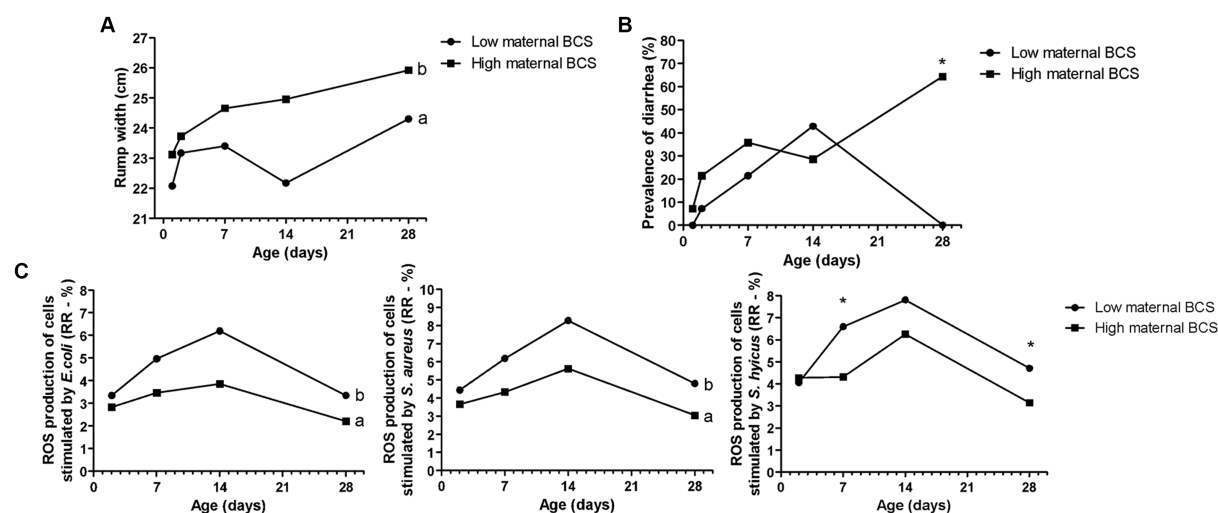 A
Rump width (cm)
27
26
25
24
23
22
21
0
7
14
21
28
Age (days)
b
a
Low maternal BCS
High maternal BCS
B
Prevalence of diarrhea (%)
80
70
60
50
40
30
20
10
0
0
7
14
21
28
Age (days)
*
Low maternal BCS
High maternal BCS
C
ROS production of cells
stimulated by E.coli (RR - %)
8
7
6
5
4
3
2
1
0
0
7
14
21
28
Age (days)
b
a
ROS production of cells
stimulated by S. aureus (RR - %)
10
9
8
7
6
5
4
3
2
1
0
0
7
14
21
28
Age (days)
b
a
ROS production of cells
stimulated by S. hyicus (RR - %)
8
7
6
5
4
3
2
1
0
0
7
14
21
28
Age (days)
*
*
Low maternal BCS
High maternal BCS